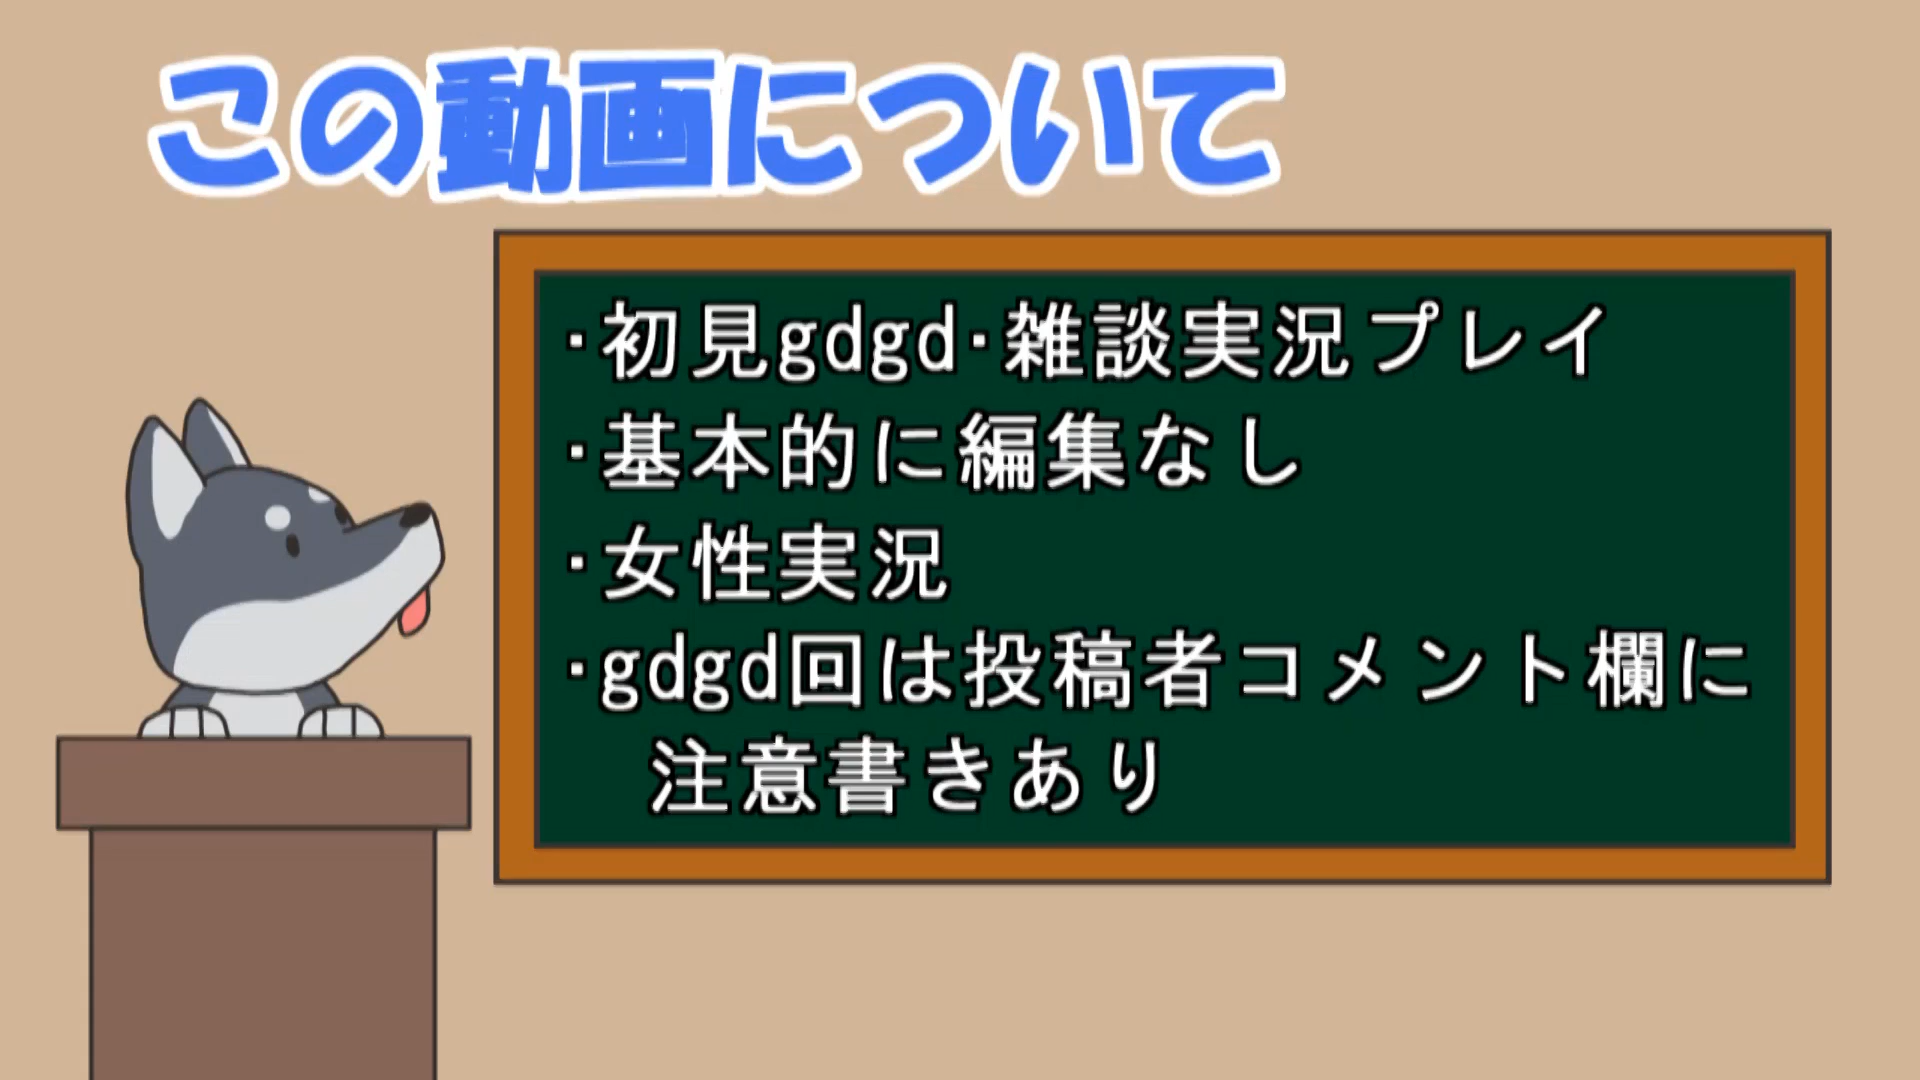 この動画について
・初見gdgd・雑談実況プレイ
・基本的に編集なし
・女性実況
・gdgd回は投稿者コメント欄に
注意書きあり